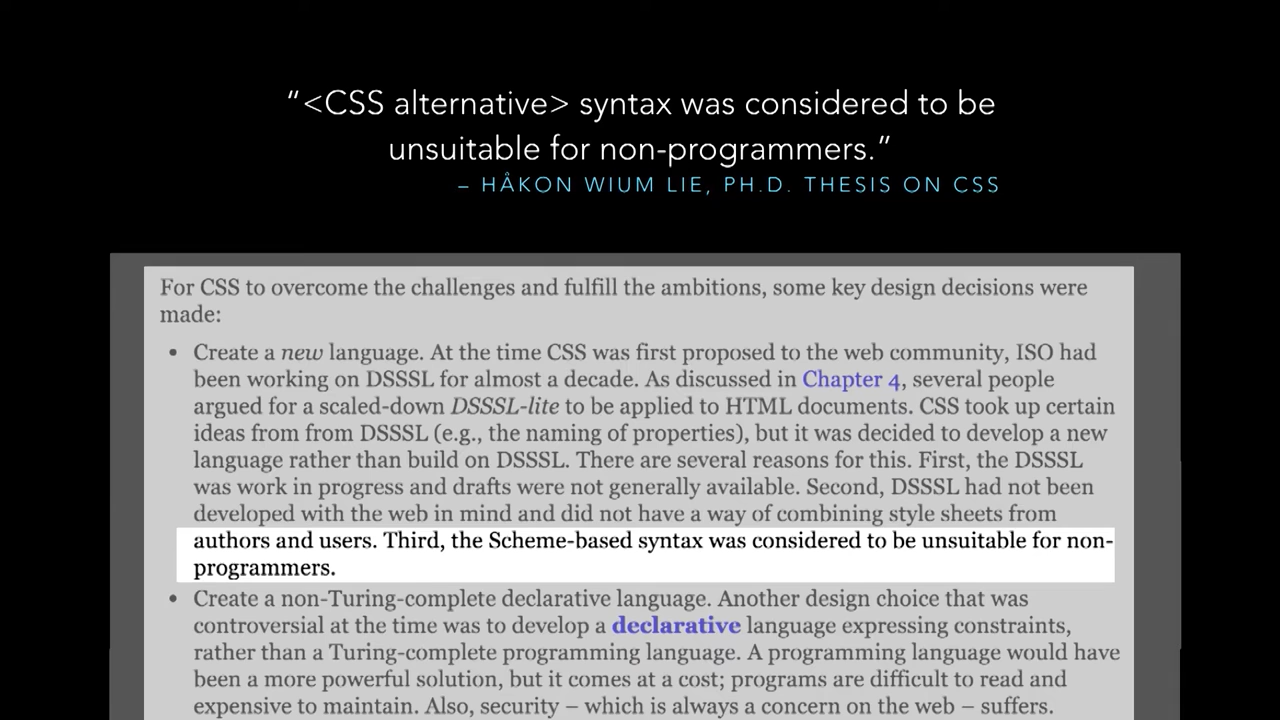 “<CSS alternative> syntax was considered to be
unsuitable for non-programmers.”
– HÅKON WIUM LIE, PH.D. THESIS ON CSS
For CSS to overcome the challenges and fulfill the ambitions, some key design decisions were
made:
• Create a new language. At the time CSS was first proposed to the web community, ISO had
been working on DSSSL for almost a decade. As discussed in Chapter 4, several people
argued for a scaled-down DSSSL-lite to be applied to HTML documents. CSS took up certain
ideas from from DSSSL (e.g., the naming of properties), but it was decided to develop a new
language rather than build on DSSSL. There are several reasons for this. First, the DSSSL
was work in progress and drafts were not generally available. Second, DSSSL had not been
developed with the web in mind and did not have a way of combining style sheets from
authors and users. Third, the Scheme-based syntax was considered to be unsuitable for non-
programmers.
• Create a non-Turing-complete declarative language. Another design choice that was
controversial at the time was to develop a declarative language expressing constraints,
rather than a Turing-complete programming language. A programming language would have
been a more powerful solution, but it comes at a cost; programs are difficult to read and
expensive to maintain. Also, security – which is always a concern on the web – suffers.